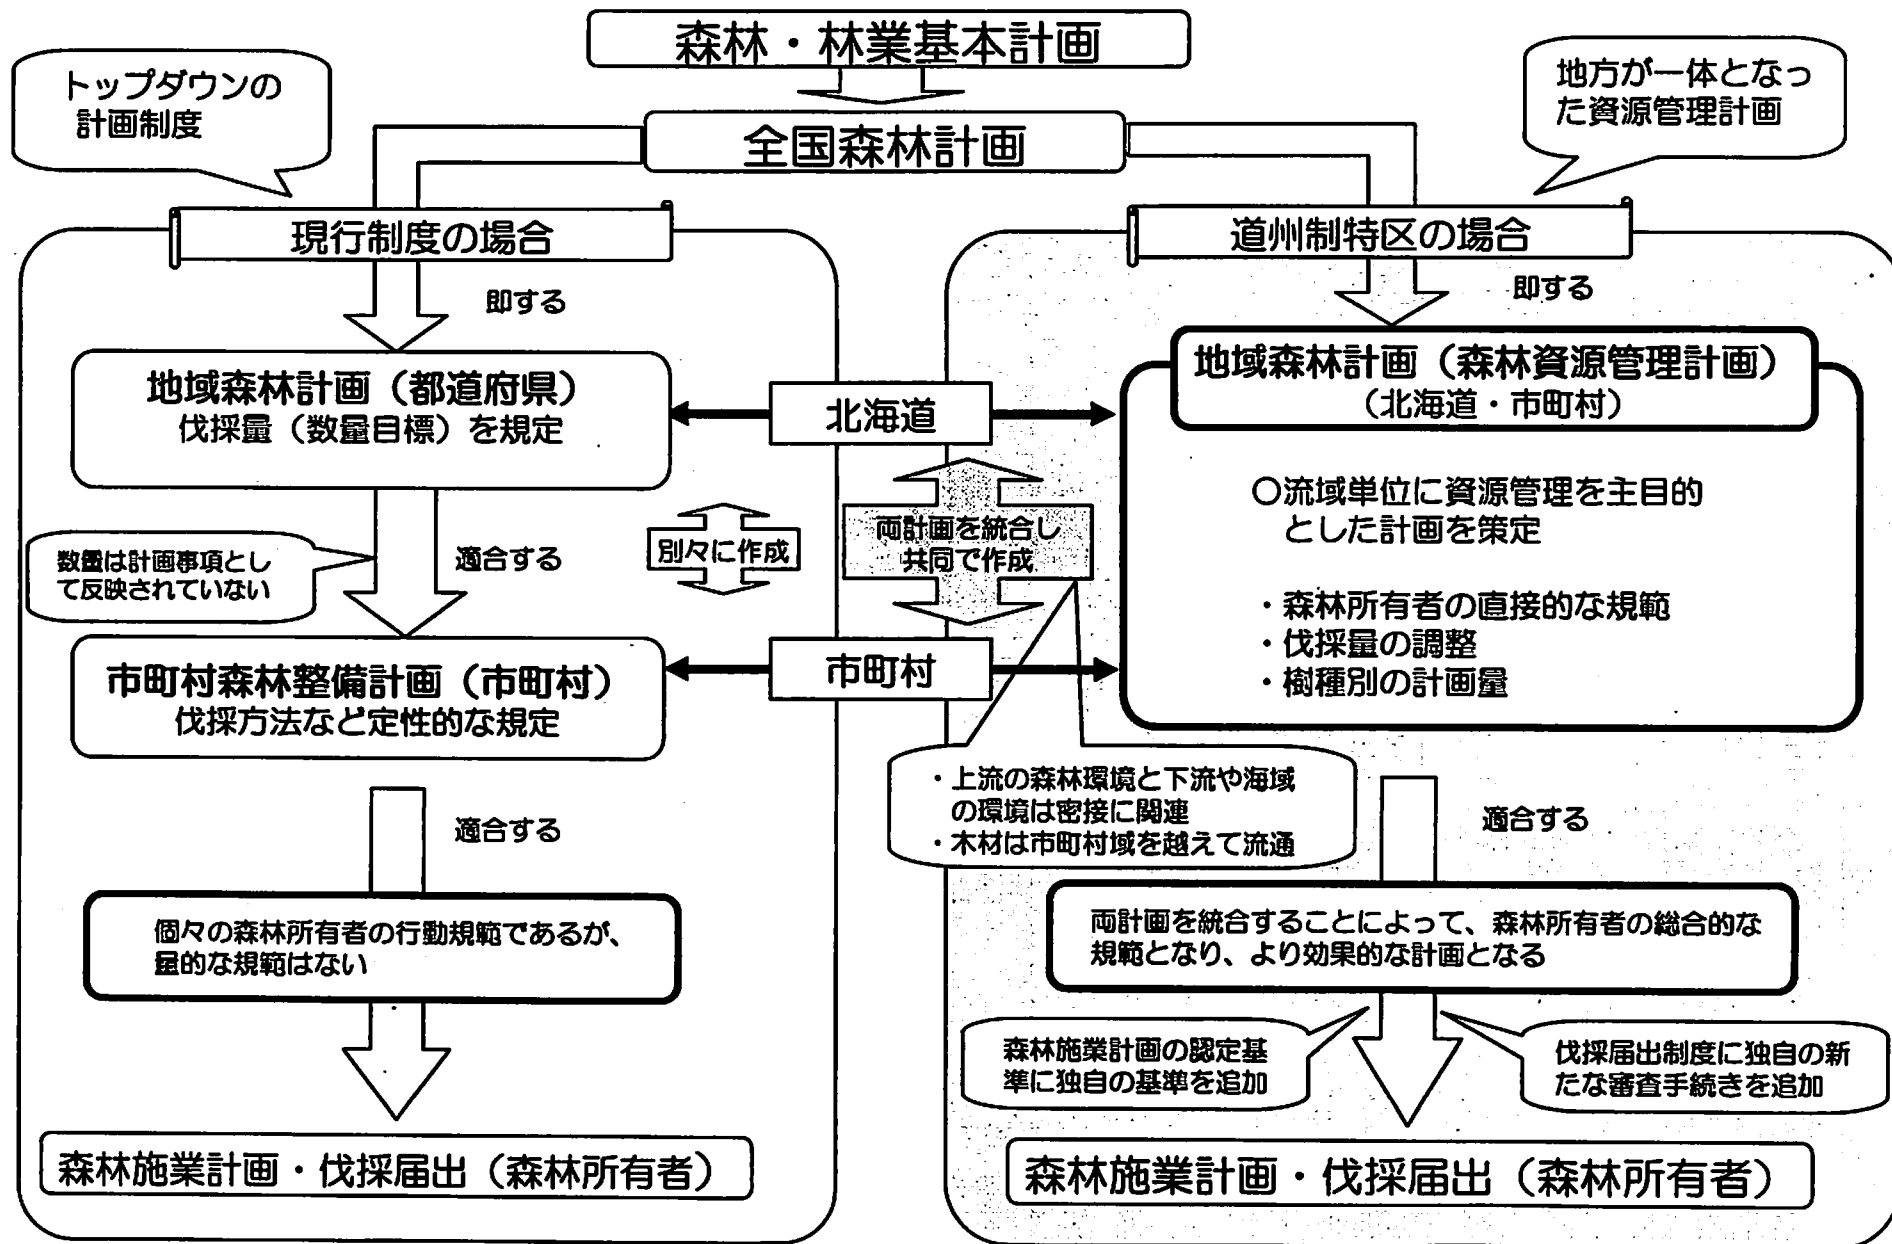 森林・林業基本計画
トップダウンの
計画制度
地方が一体となっ
た資源管理計画
全国森林計画
現行制度の場合
道州制特区の場合
即する
即する
地域森林計画（都道府県）
伐採量（数量目標）を規定
北海道
地域森林計画（森林資源管理計画）
（北海道・市町村）
○流域単位に資源管理を主目的
とした計画を策定
・森林所有者の直接的な規範
・伐採量の調整
・樹種別の計画量
数量は計画事項とし
て反映されていない
適合する
別々に作成
両計画を統合し
共同で作成
市町村森林整備計画（市町村）
伐採方法など定性的な規定
市町村
・上流の森林環境と下流や海域
の環境は密接に関連
・木材は市町村域を越えて流通
適合する
適合する
個々の森林所有者の行動規範であるが、
量的な規範はない
両計画を統合することによって、森林所有者の総合的な
規範となり、より効果的な計画となる
森林施業計画の認定基
準に独自の基準を追加
伐採届出制度に独自の新
たな審査手続きを追加
森林施業計画・伐採届出（森林所有者）
森林施業計画・伐採届出（森林所有者）